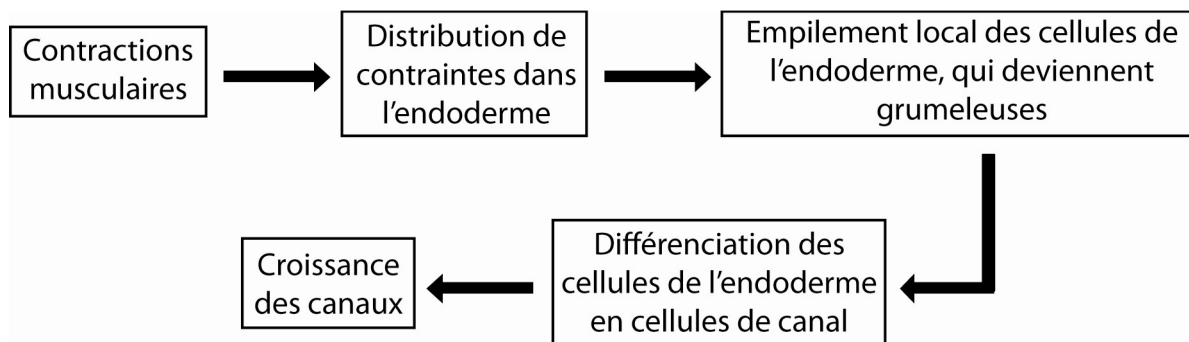 Contractions
musculaires
Distribution de
contraintes dans
l'endoderme
Empilement local des cellules de
l'endoderme, qui deviennent
grumeleuses
Différenciation des
cellules de l'endoderme
en cellules de canal
Croissance
des canaux